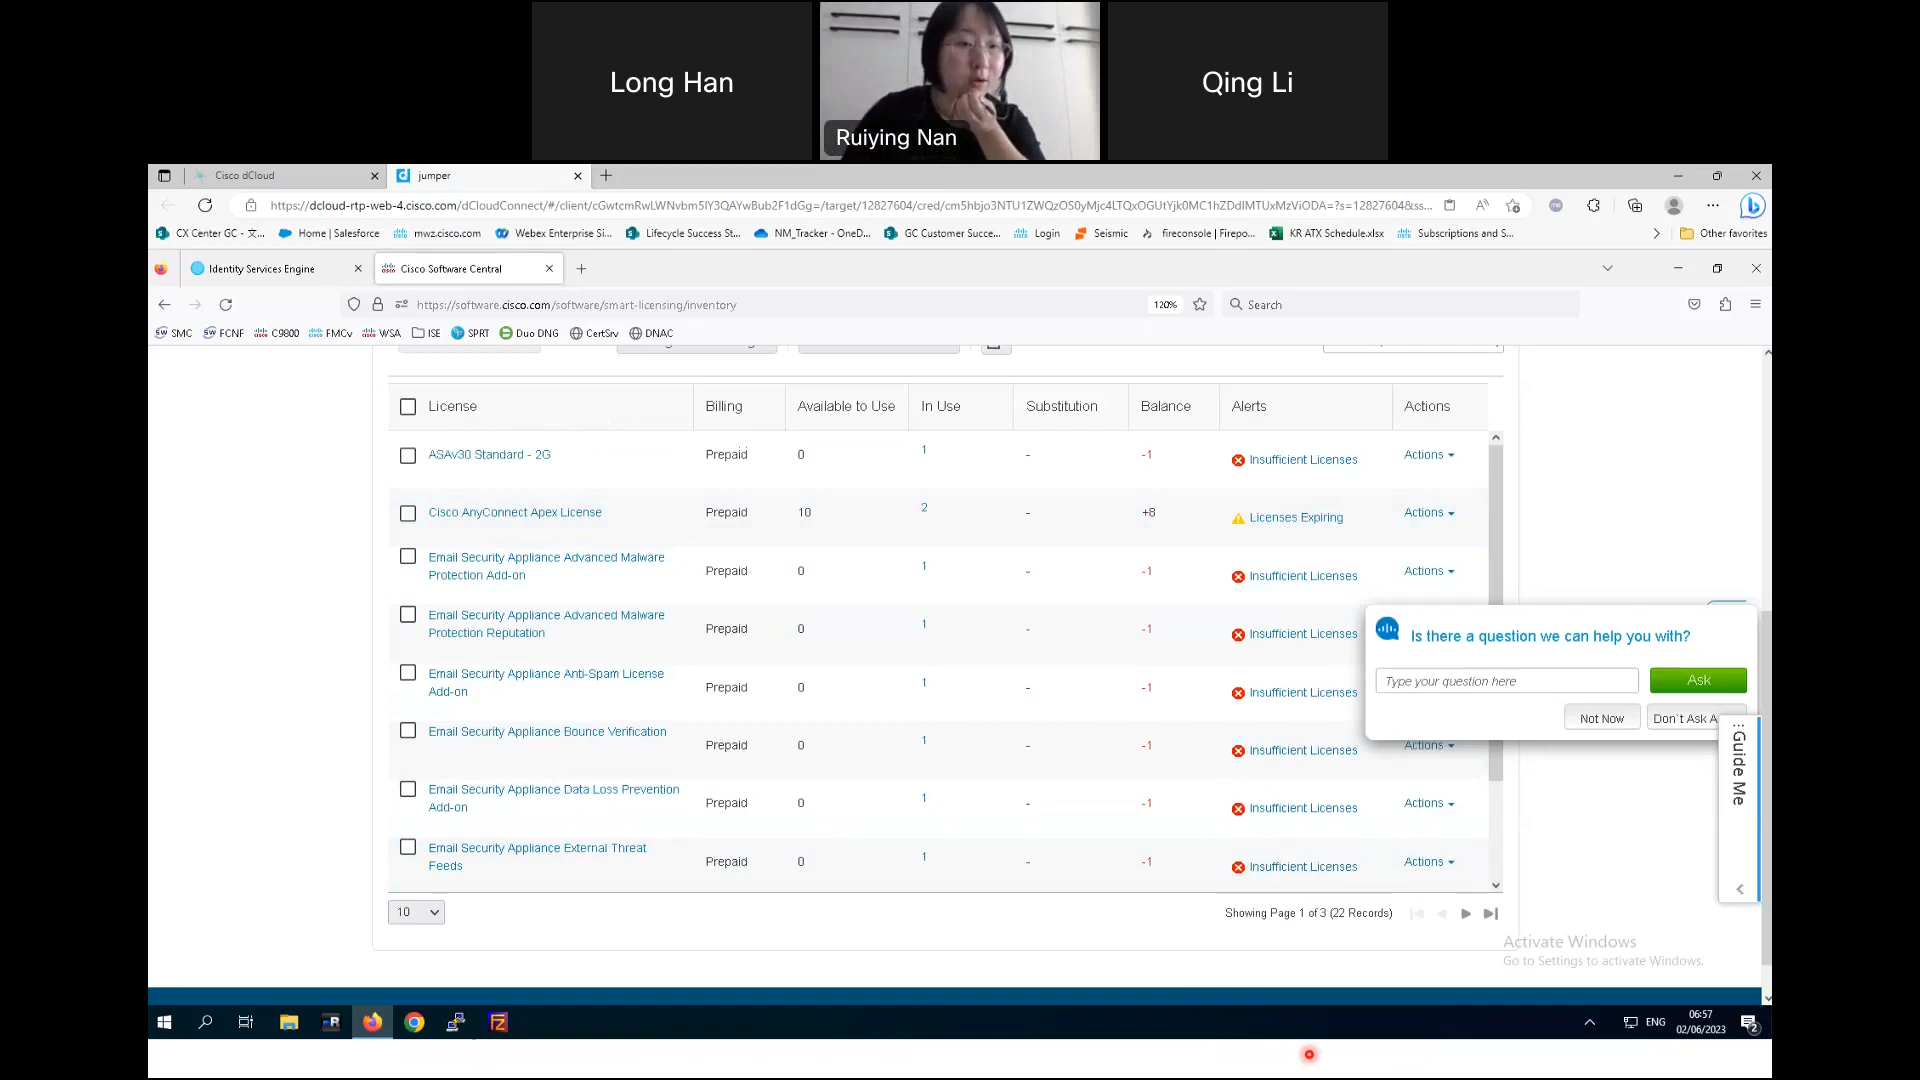 Long Han
Ruiying Nan
Qing Li
Cisco dCloud
jumper
https://dcloud-rtp-web-4.cisco.com/dCloudConnect/#/client/cGwtcmRwLWNvbm5lY3QAYwBub2F1dGg=/target/12827604/cred/cm5hbjo3NTU1ZWQzOS0yMjc4LTQxOGUtYjk0MC1hZDdlMTUxMzViODA=?s=12827604&ss...
CX Center GC - 文...
Home | Salesforce
mwz.cisco.com
Webex Enterprise Si...
Lifecycle Success St...
NM_Tracker - OneD...
GC Customer Succe...
Login
Seismic
fireconsole | Firepo...
KR ATX Schedule.xlsx
Subscriptions and S...
Other favorites
Identity Services Engine
Cisco Software Central
https://software.cisco.com/software/smart-licensing/inventory
120%
Search
SMC FCNF C9800 FMCv WSA ISE SPRT Duo DNG CertSrv DNAC
License Billing Available to Use In Use Substitution Balance Alerts Actions
ASAv30 Standard - 2G Prepaid 0 1 - -1 Insufficient Licenses Actions
Cisco AnyConnect Apex License Prepaid 10 2 - +8 Licenses Expiring Actions
Email Security Appliance Advanced Malware
Protection Add-on
Prepaid 0 1 - -1 Insufficient Licenses Actions
Email Security Appliance Advanced Malware
Protection Reputation
Prepaid 0 1 - -1 Insufficient Licenses
Email Security Appliance Anti-Spam License
Add-on
Prepaid 0 1 - -1 Insufficient Licenses
Email Security Appliance Bounce Verification Prepaid 0 1 - -1 Insufficient Licenses Actions
Email Security Appliance Data Loss Prevention
Add-on
Prepaid 0 1 - -1 Insufficient Licenses Actions
Email Security Appliance External Threat
Feeds
Prepaid 0 1 - -1 Insufficient Licenses Actions
Is there a question we can help you with?
Type your question here
Ask
Not Now
Don't Ask A
Guide Me
10
Showing Page 1 of 3 (22 Records)
Activate Windows
Go to Settings to activate Windows.
ENG
06:57
02/06/2023
2